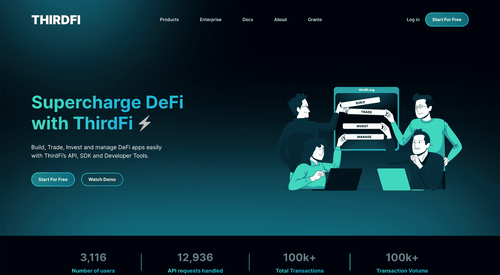 THIRDFI
Products Enterprise Docs About Grants Log in Start For Free
Supercharge DeFi
with ThirdFi
Build, Trade, Invest and manage DeFi apps easily
with ThirdFi's API, SDK and Developer Tools.
Start For Free Watch Demo
thirdfi.org
BUILD
TRADE
INVEST
MANAGE
3,116 12,936 100k+ 100k+
Number of users API requests handled Total Transactions Transaction Volume